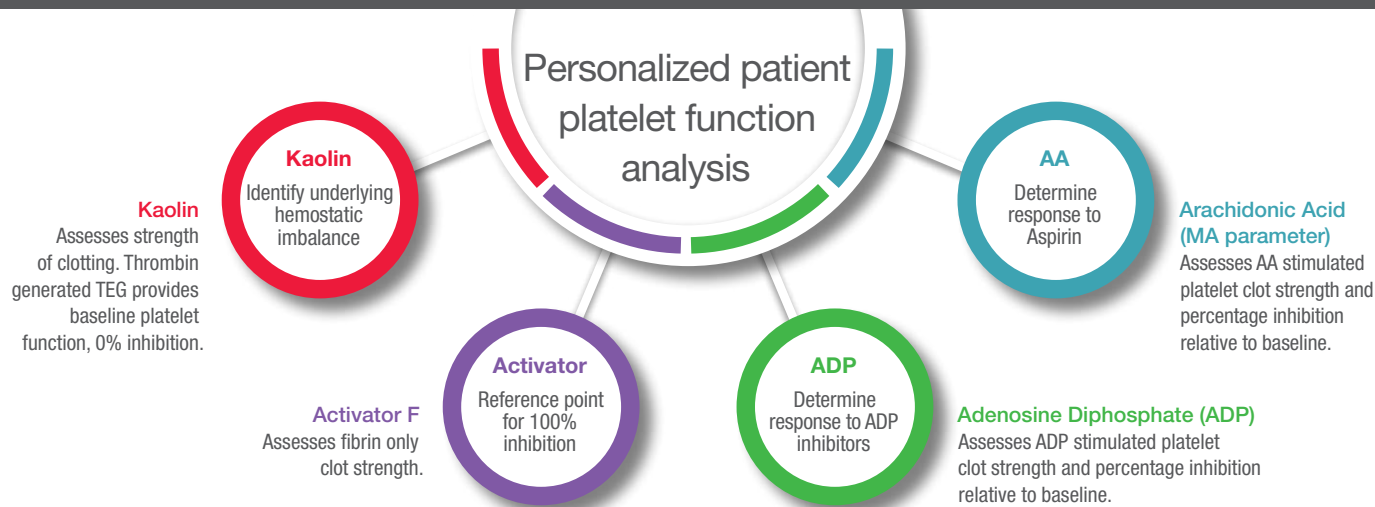 Personalized patient
platelet function
analysis
Kaolin
Identify underlying
hemostatic
imbalance
Kaolin
Assesses strength
of clotting. Thrombin
generated TEG provides
baseline platelet
function, 0% inhibition.
Activator
Reference point
for 100%
inhibition
Activator F
Assesses fibrin only
clot strength.
ADP
Determine
response to ADP
inhibitors
Adenosine Diphosphate (ADP)
Assesses ADP stimulated platelet
clot strength and percentage inhibition
relative to baseline.
AA
Determine
response to
Aspirin
Arachidonic Acid
(MA parameter)
Assesses AA stimulated
platelet clot strength and
percentage inhibition
relative to baseline.